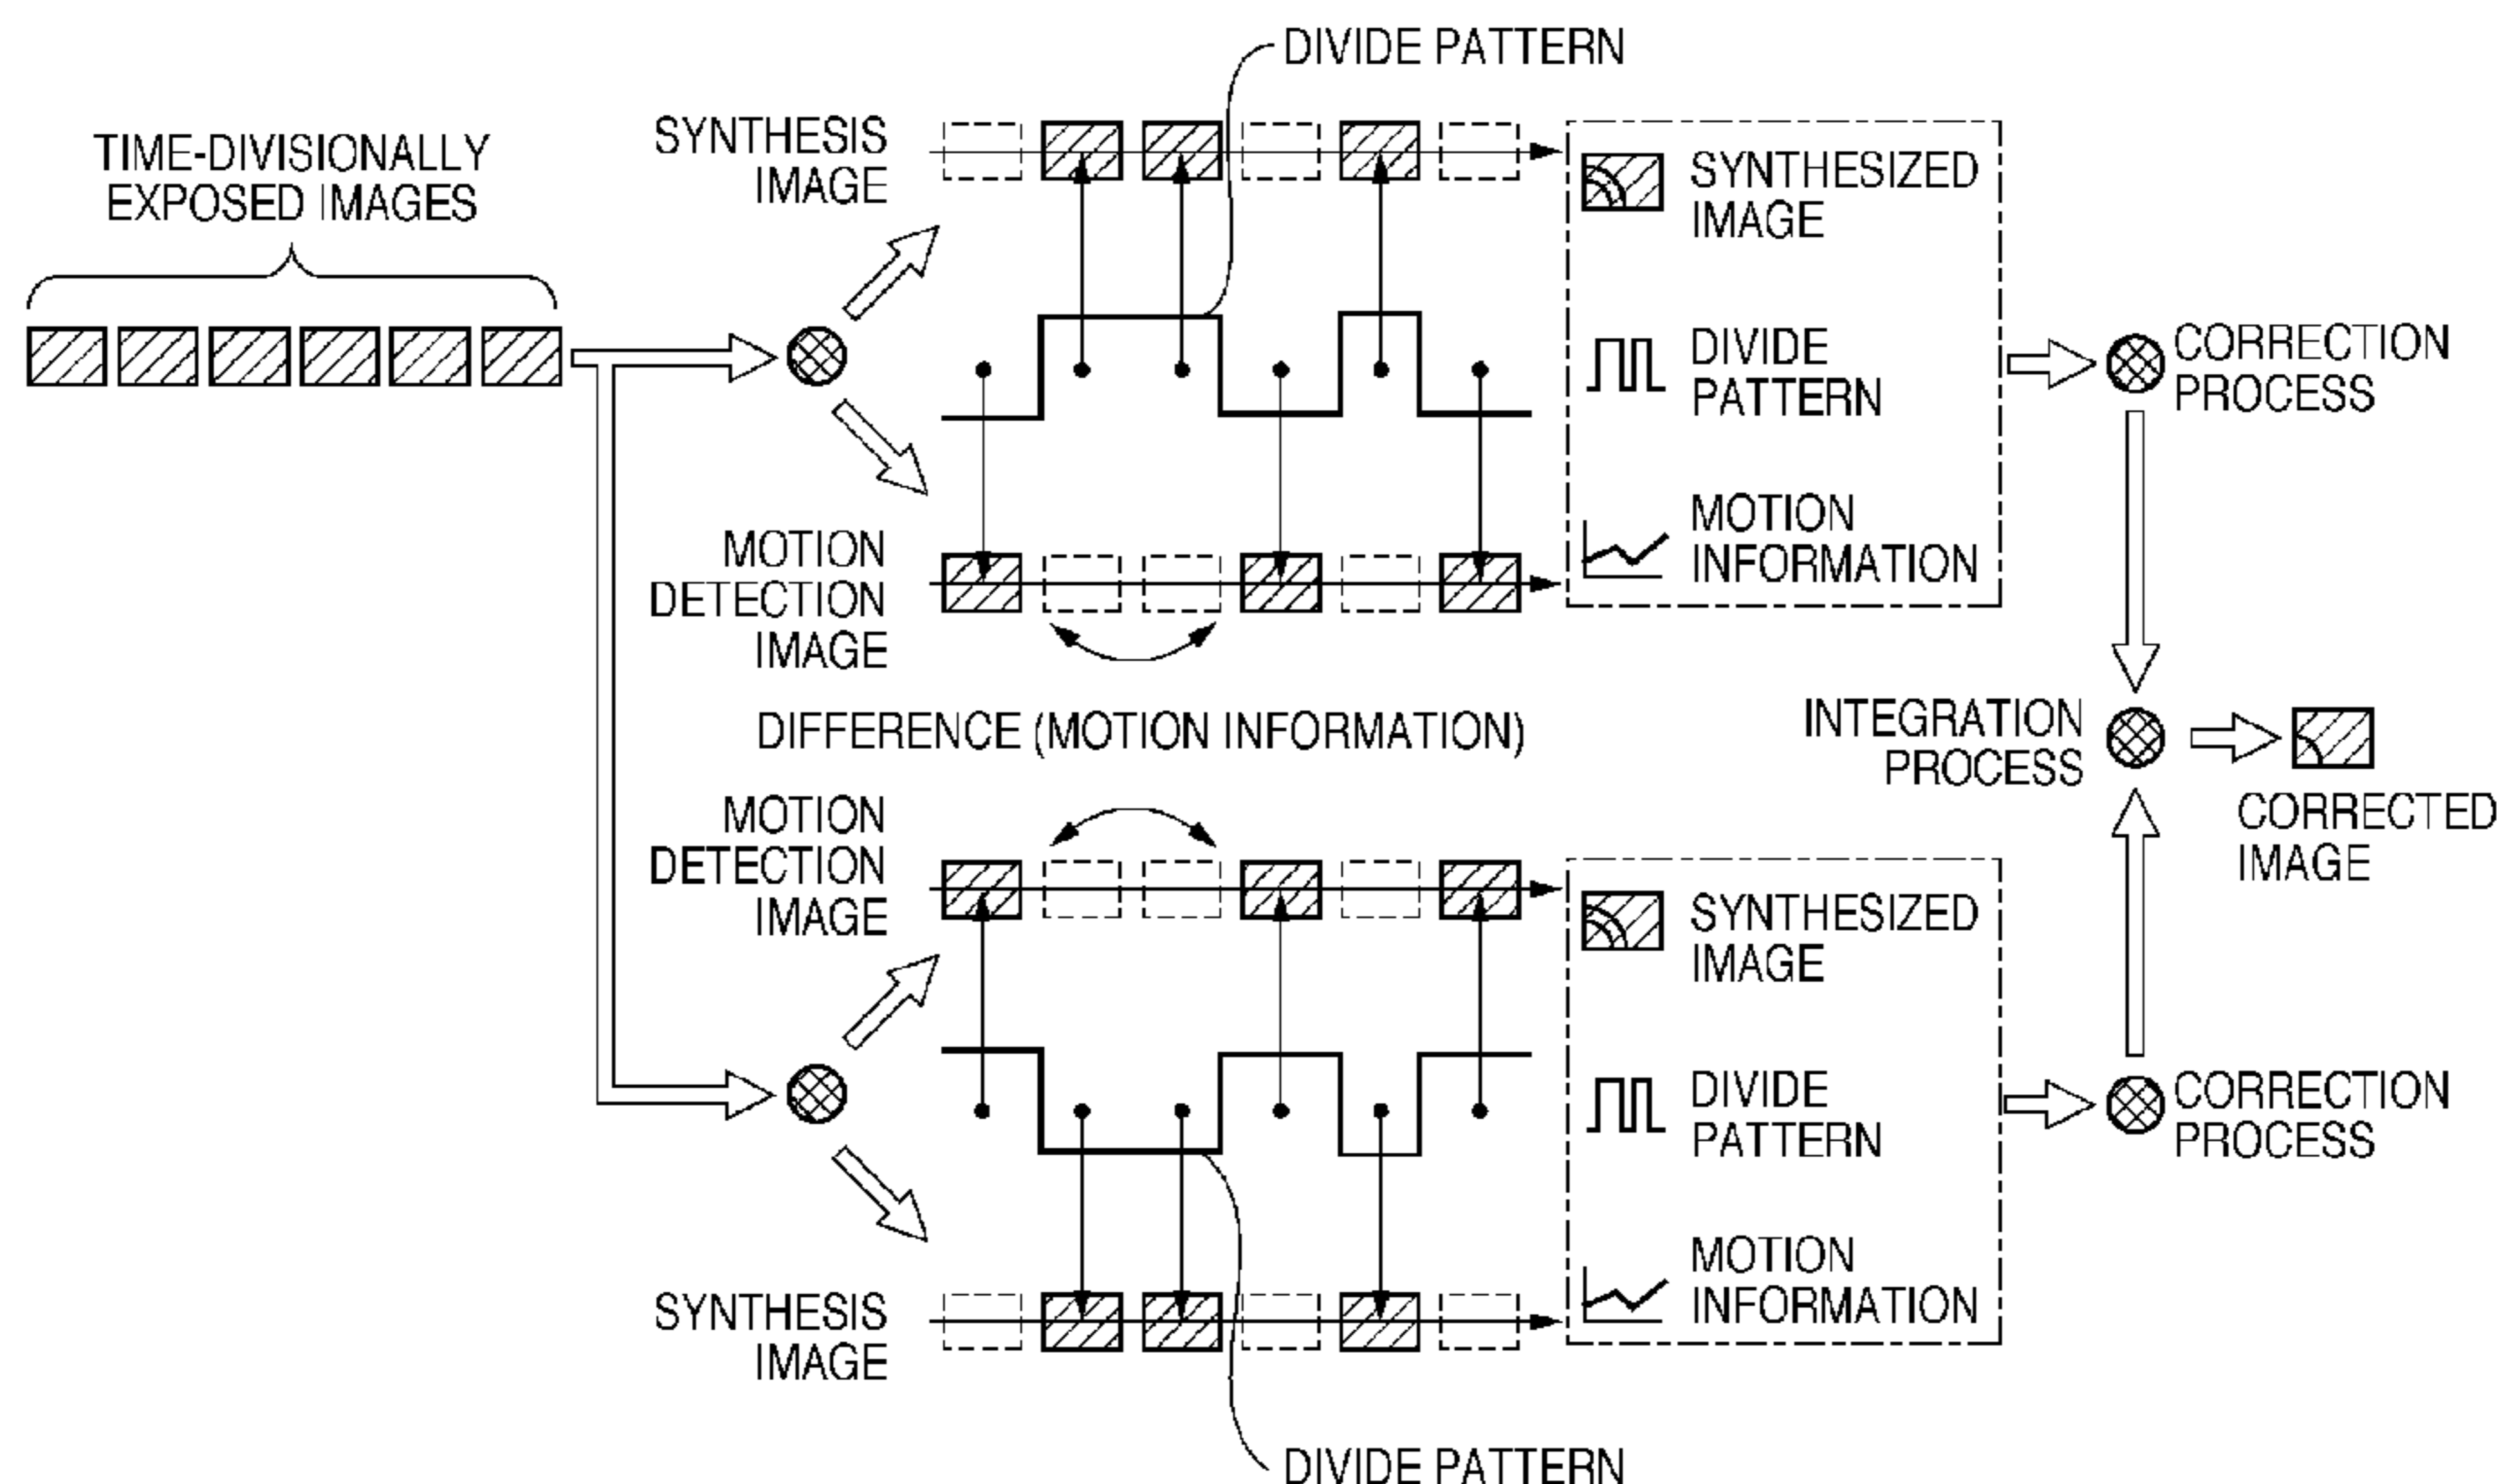 DIVIDE PATTERN
TIME-DIVISIONALLY
EXPOSED IMAGES
SYNTHESIS
IMAGE
SYNTHESIZED
IMAGE
DIVIDE
PATTERN
CORRECTION
PROCESS
MOTION
INFORMATION
MOTION
DETECTION
IMAGE
DIFFERENCE (MOTION INFORMATION)
INTEGRATION
PROCESS
CORRECTED
IMAGE
MOTION
DETECTION
IMAGE
SYNTHESIZED
IMAGE
DIVIDE
PATTERN
CORRECTION
PROCESS
MOTION
INFORMATION
SYNTHESIS
IMAGE
DIVIDE PATTERN